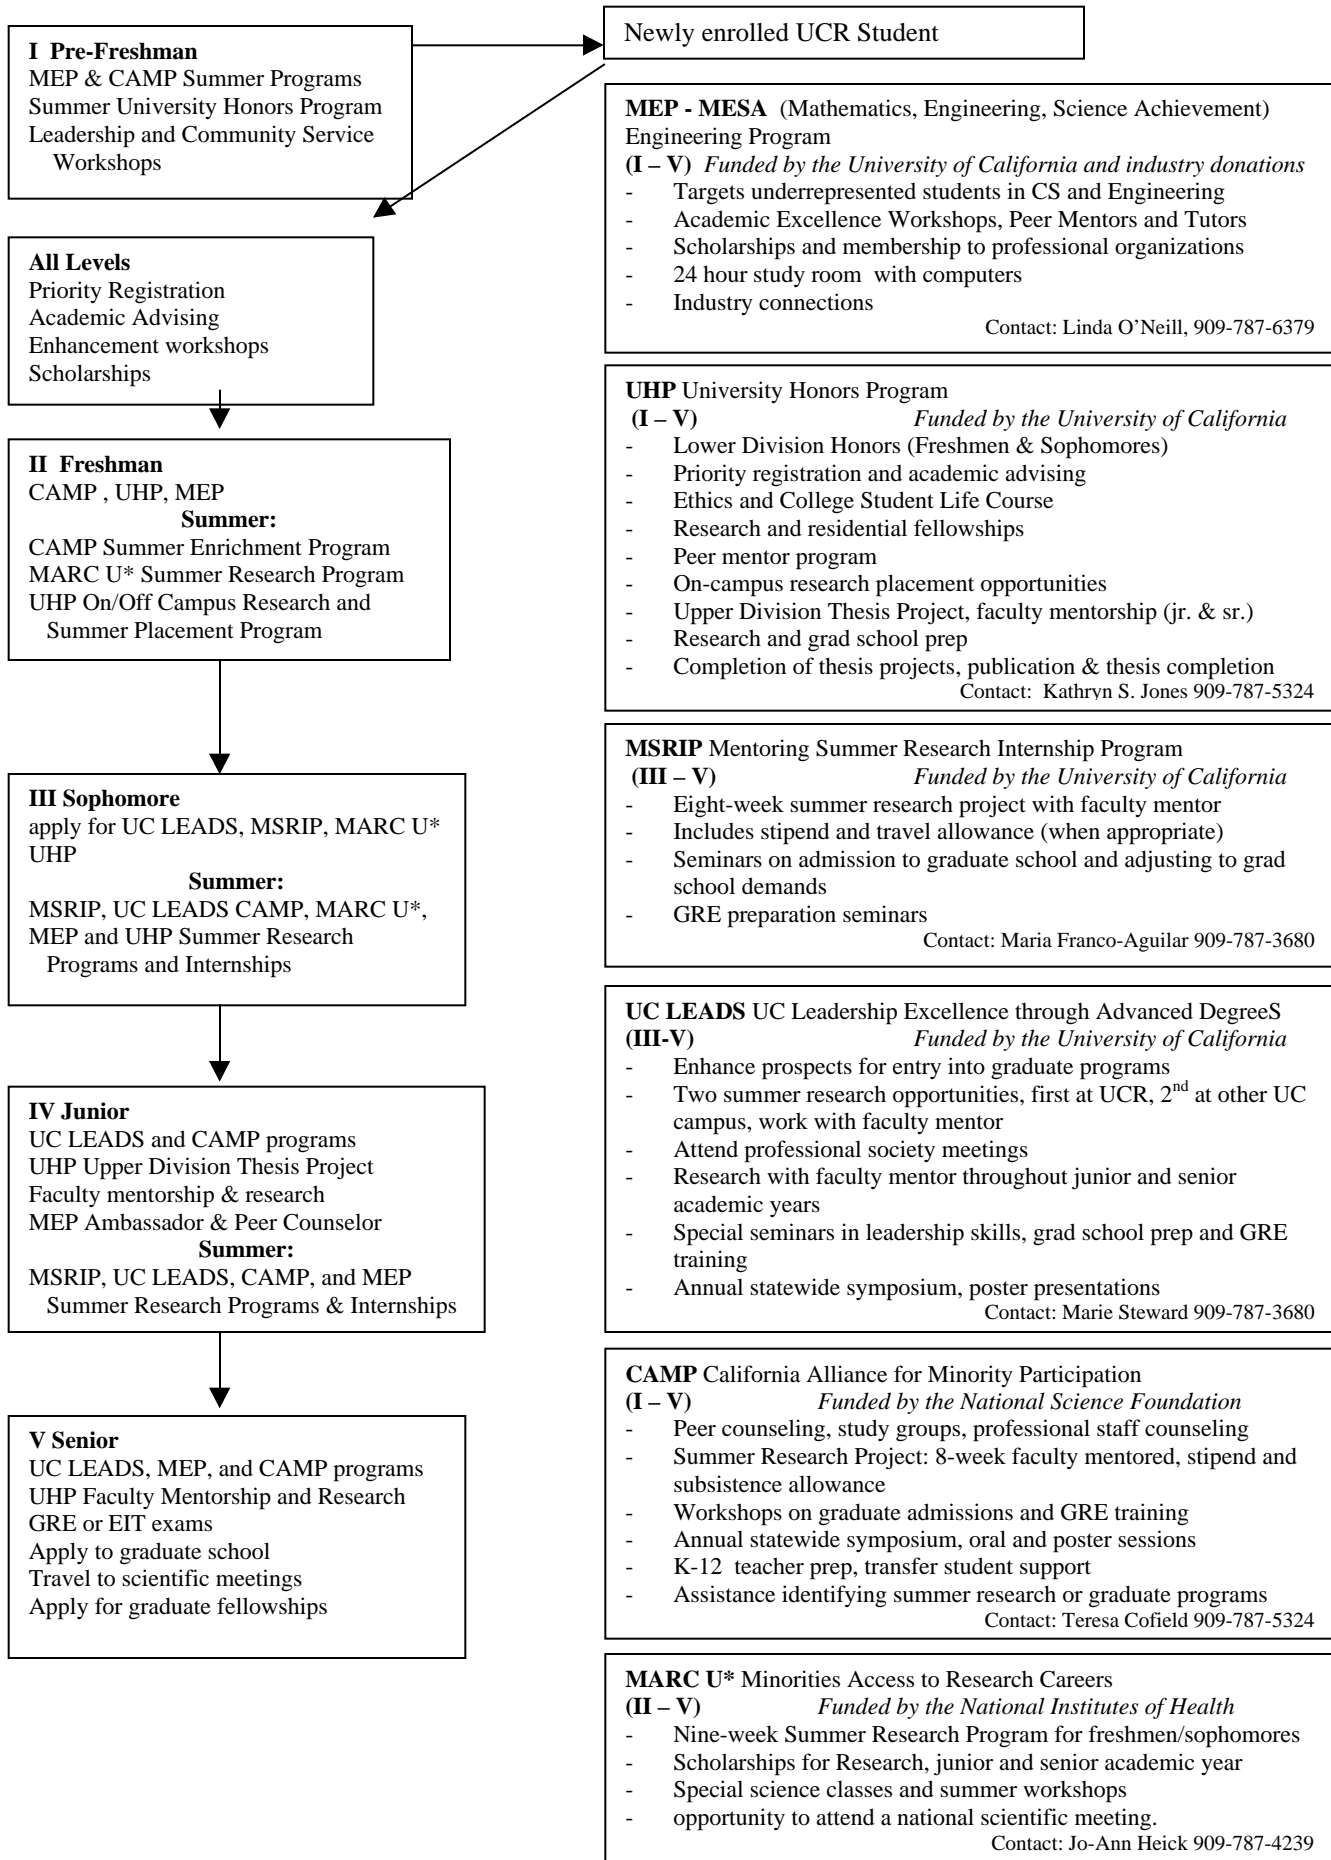 I Pre-Freshman
MEP & CAMP Summer Programs
Summer University Honors Program
Leadership and Community Service
Workshops
All Levels
Priority Registration
Academic Advising
Enhancement workshops
Scholarships
II Freshman
CAMP , UHP, MEP
Summer:
CAMP Summer Enrichment Program
MARC U* Summer Research Program
UHP On/Off Campus Research and
Summer Placement Program
III Sophomore
apply for UC LEADS, MSRIP, MARC U*
UHP
Summer:
MSRIP, UC LEADS CAMP, MARC U*,
MEP and UHP Summer Research
Programs and Internships
IV Junior
UC LEADS and CAMP programs
UHP Upper Division Thesis Project
Faculty mentorship & research
MEP Ambassador & Peer Counselor
Summer:
MSRIP, UC LEADS, CAMP, and MEP
Summer Research Programs & Internships
V Senior
UC LEADS, MEP, and CAMP programs
UHP Faculty Mentorship and Research
GRE or EIT exams
Apply to graduate school
Travel to scientific meetings
Apply for graduate fellowships
Newly enrolled UCR Student
MEP - MESA (Mathematics, Engineering, Science Achievement)
Engineering Program
(I – V) Funded by the University of California and industry donations
- Targets underrepresented students in CS and Engineering
- Academic Excellence Workshops, Peer Mentors and Tutors
- Scholarships and membership to professional organizations
- 24 hour study room with computers
- Industry connections
Contact: Linda O’Neill, 909-787-6379
UHP University Honors Program
(I – V) Funded by the University of California
- Lower Division Honors (Freshmen & Sophomores)
- Priority registration and academic advising
- Ethics and College Student Life Course
- Research and residential fellowships
- Peer mentor program
- On-campus research placement opportunities
- Upper Division Thesis Project, faculty mentorship (jr. & sr.)
- Research and grad school prep
- Completion of thesis projects, publication & thesis completion
Contact: Kathryn S. Jones 909-787-5324
MSRIP Mentoring Summer Research Internship Program
(III – V) Funded by the University of California
- Eight-week summer research project with faculty mentor
- Includes stipend and travel allowance (when appropriate)
- Seminars on admission to graduate school and adjusting to grad
school demands
- GRE preparation seminars
Contact: Maria Franco-Aguilar 909-787-3680
UC LEADS UC Leadership Excellence through Advanced DegreeS
(III-V) Funded by the University of California
- Enhance prospects for entry into graduate programs
- Two summer research opportunities, first at UCR, 2nd at other UC
campus, work with faculty mentor
- Attend professional society meetings
- Research with faculty mentor throughout junior and senior
academic years
- Special seminars in leadership skills, grad school prep and GRE
training
- Annual statewide symposium, poster presentations
Contact: Marie Steward 909-787-3680
CAMP California Alliance for Minority Participation
(I – V) Funded by the National Science Foundation
- Peer counseling, study groups, professional staff counseling
- Summer Research Project: 8-week faculty mentored, stipend and
subsistence allowance
- Workshops on graduate admissions and GRE training
- Annual statewide symposium, oral and poster sessions
- K-12 teacher prep, transfer student support
- Assistance identifying summer research or graduate programs
Contact: Teresa Cofield 909-787-5324
MARC U* Minorities Access to Research Careers
(II – V) Funded by the National Institutes of Health
- Nine-week Summer Research Program for freshmen/sophomores
- Scholarships for Research, junior and senior academic year
- Special science classes and summer workshops
- opportunity to attend a national scientific meeting.
Contact: Jo-Ann Heick 909-787-4239